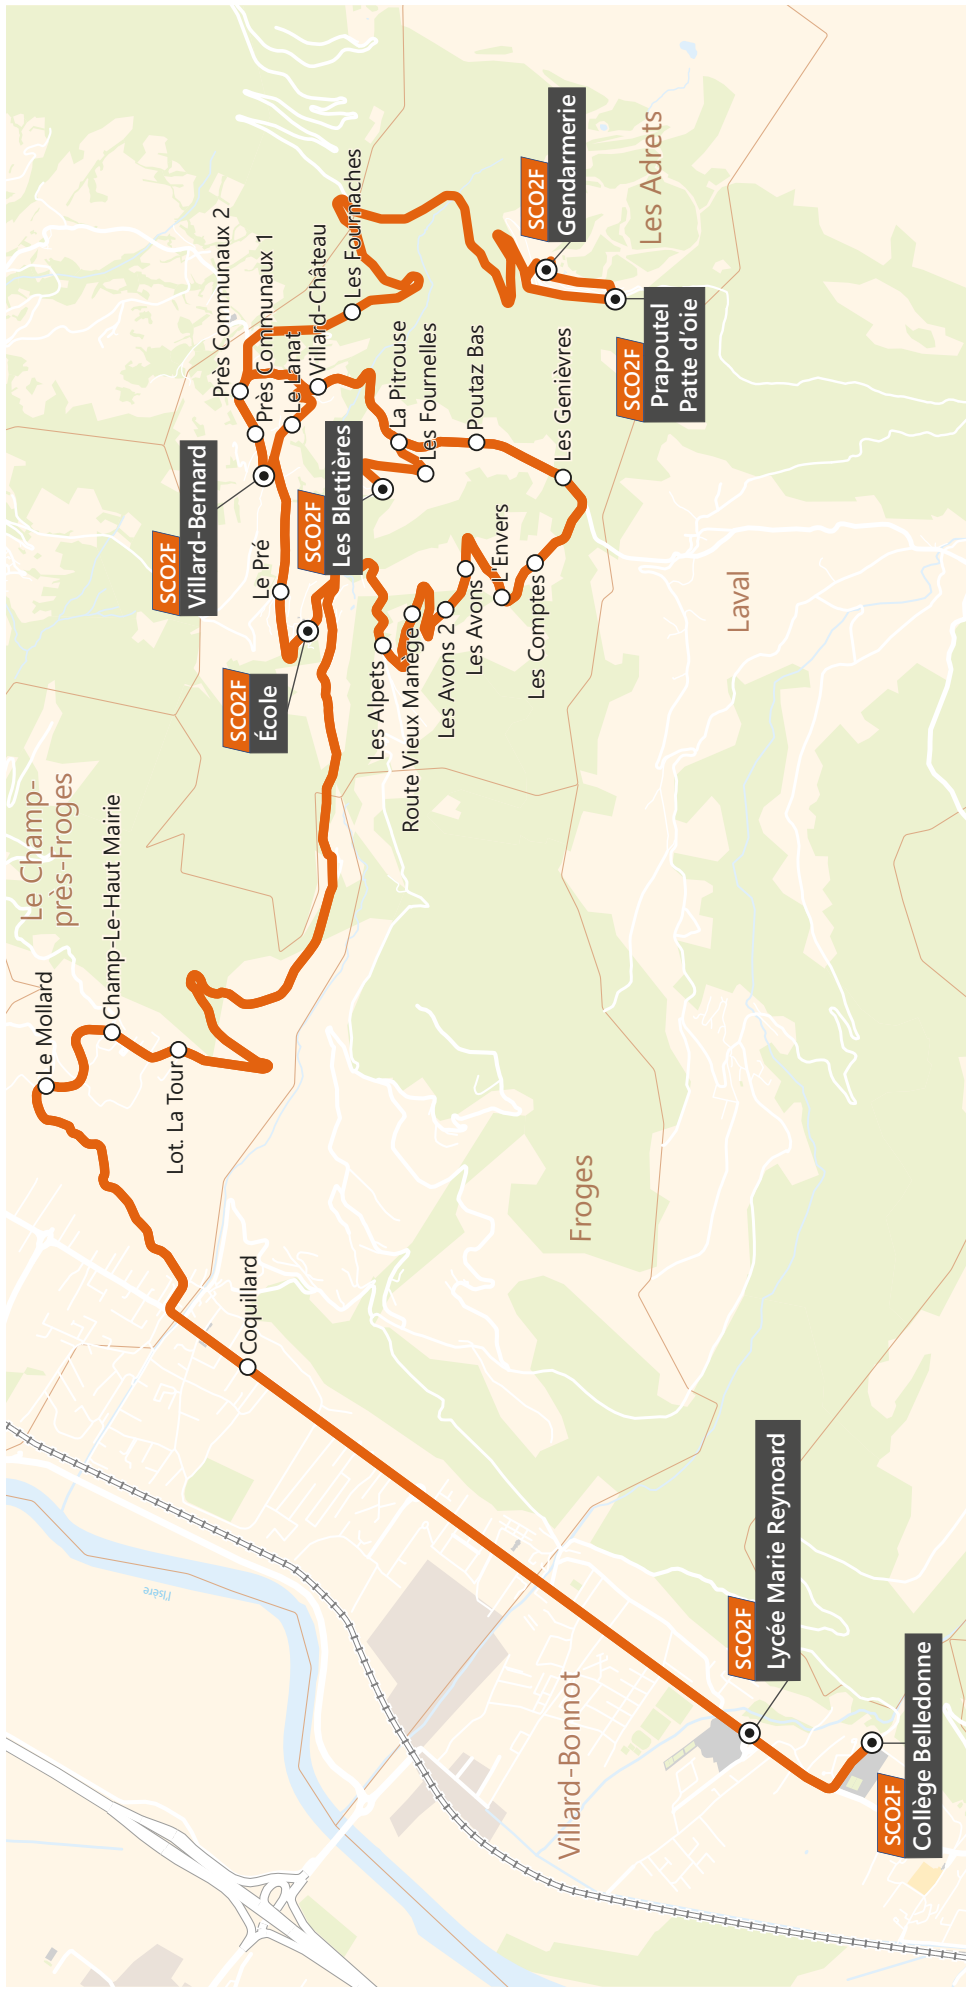 Le Champ-
près-Froges
Le Mollard
Champ-Le-Haut Mairie
Lot. La Tour
Coquillard
l'Isère
SCO2F
Villard-Bernard
SCO2F
École
Le Pré
Près Communaux 2
Près Communaux 1
Le Lanat
Villard-Château
Les Fournaches
SCO2F
Les Blettières
La Pitrouse
Les Fournelles
Poutaz Bas
Les Genièvres
Les Alpets
Route Vieux Manège
Les Avons 2
Les Avons
L'Envers
Les Comptes
SCO2F
Gendarmerie
SCO2F
Prapoutel
Patte d'oie
Les Adrets
Laval
Froges
Villard-Bonnot
SCO2F
Lycée Marie Reynoard
SCO2F
Collège Belledonne